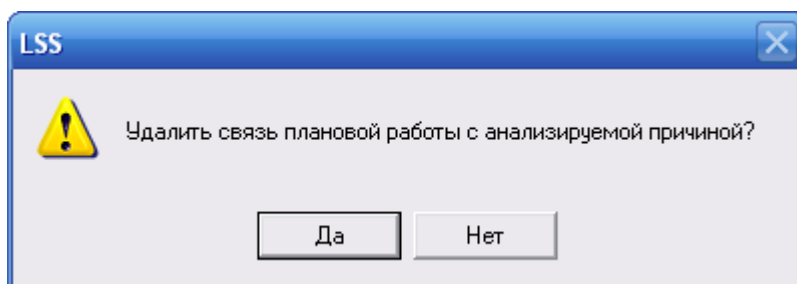 LSS
Удалить связь плановой работы с анализируемой причиной?
Да
Нет